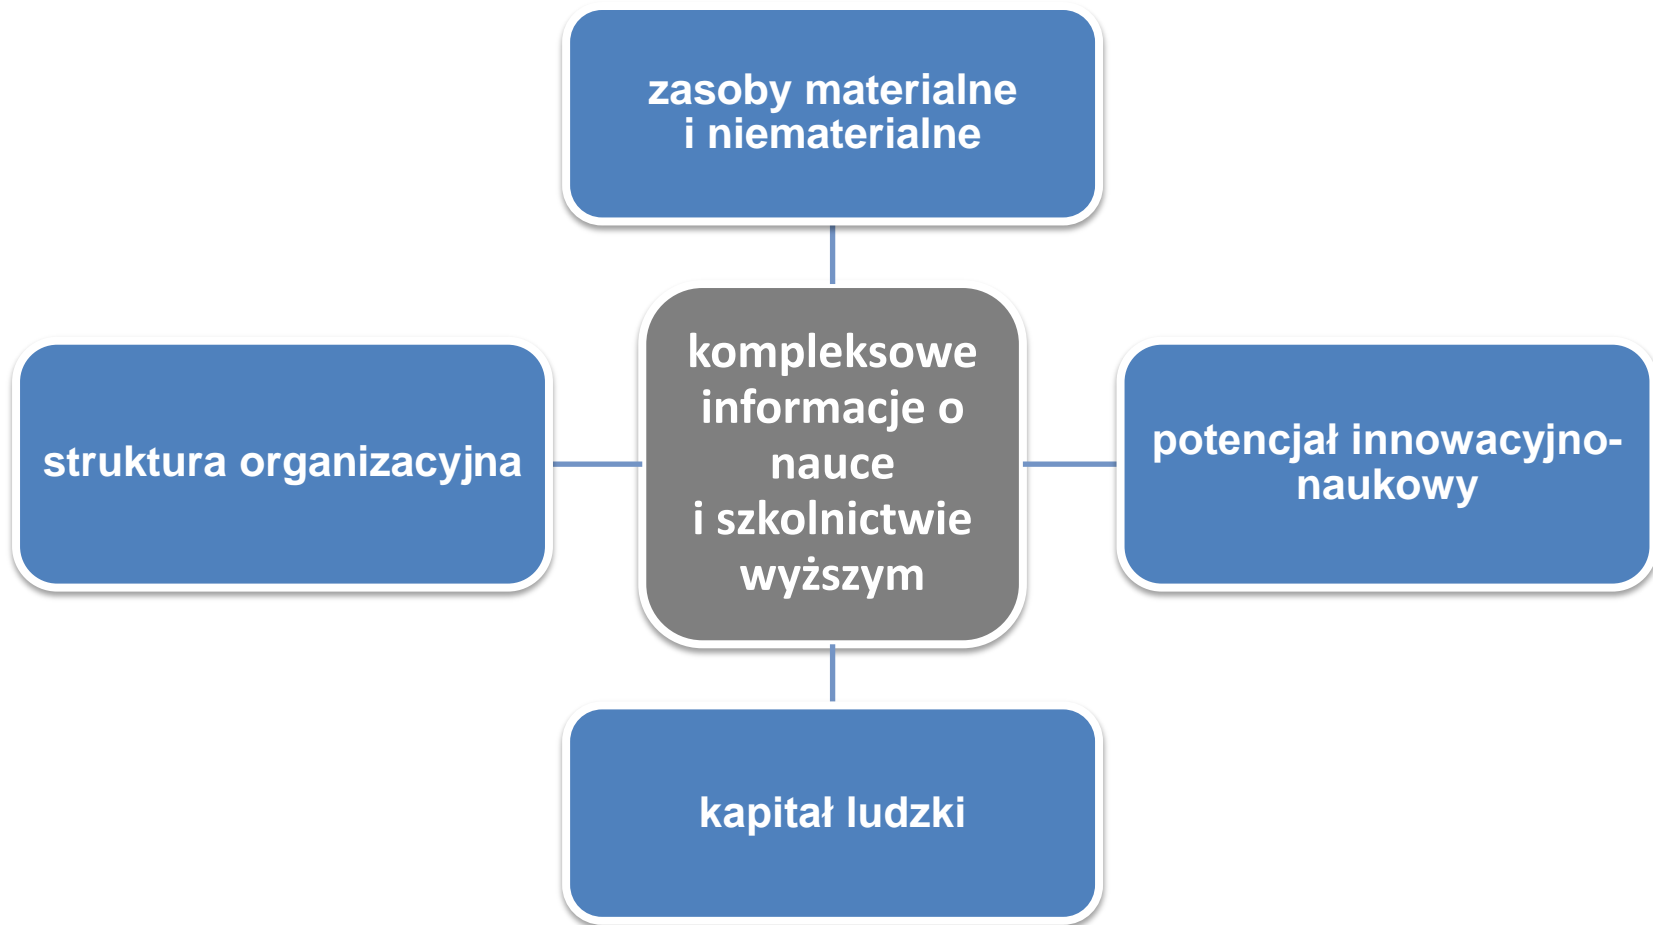 zasoby materialne
i niematerialne
kompleksowe
informacje o
nauce
i szkolnictwie
wyższym
struktura organizacyjna
potencjał innowacyjno-
naukowy
kapitał ludzki